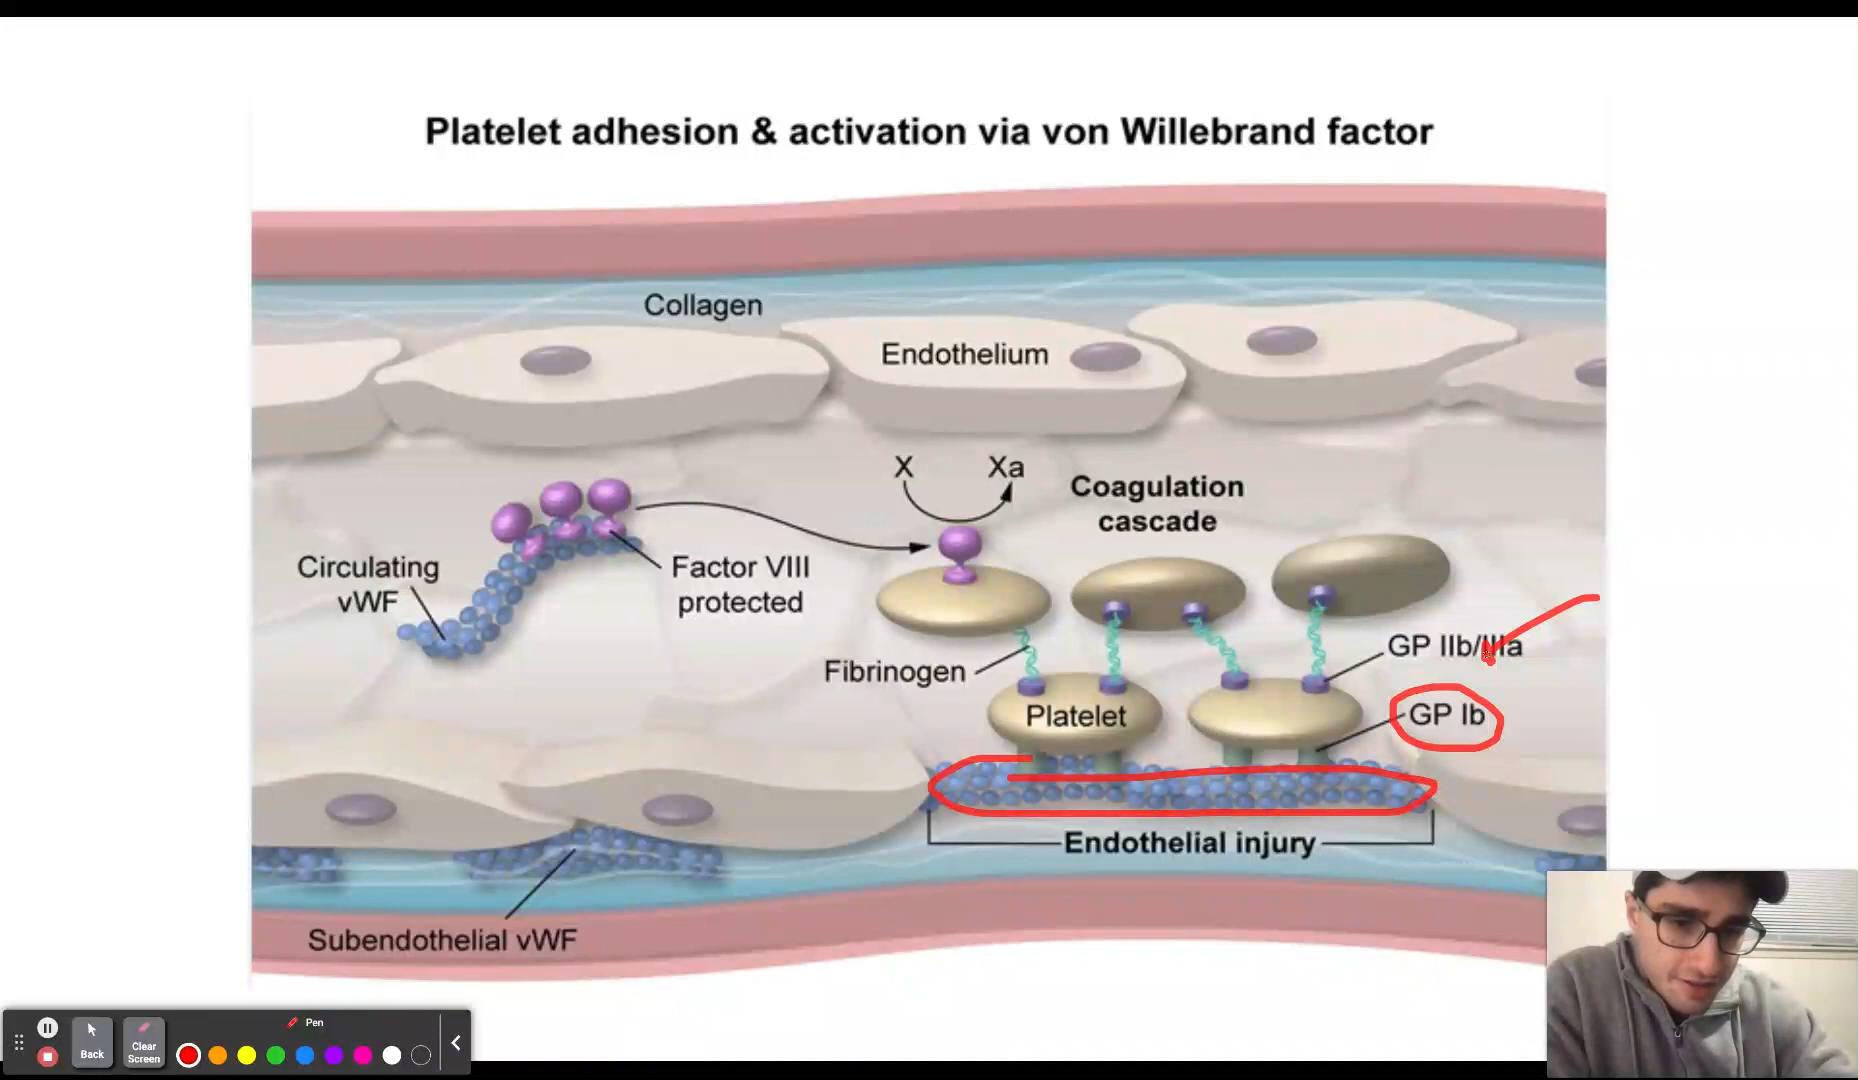 Platelet adhesion & activation via von Willebrand factor
Collagen
Endothelium
X
Xa
Coagulation
cascade
Circulating
vWF
Factor VIII
protected
Fibrinogen
GP IIb/IIIa
Platelet
GP Ib
Endothelial injury
Subendothelial vWF
Pen
Back
Clear
Screen